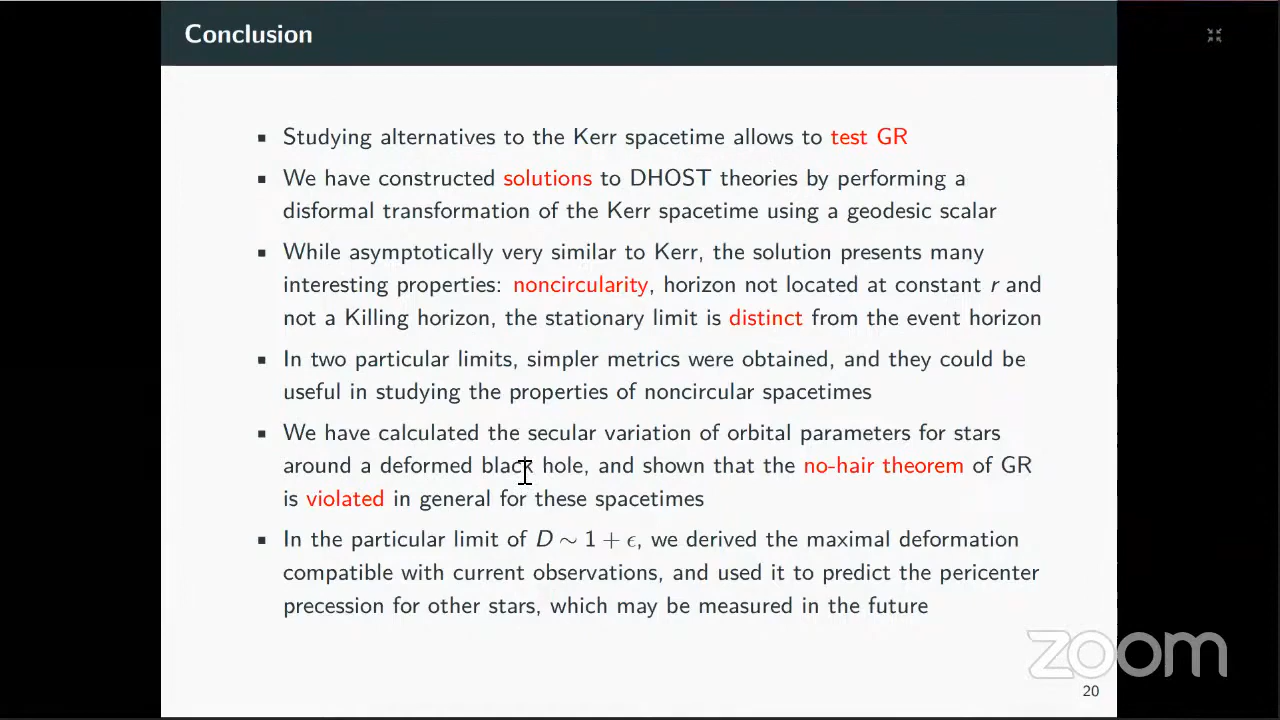 Conclusion
Studying alternatives to the Kerr spacetime allows to test GR
We have constructed solutions to DHOST theories by performing a
disformal transformation of the Kerr spacetime using a geodesic scalar
While asymptotically very similar to Kerr, the solution presents many
interesting properties: noncircularity, horizon not located at constant r and
not a Killing horizon, the stationary limit is distinct from the event horizon
In two particular limits, simpler metrics were obtained, and they could be
useful in studying the properties of noncircular spacetimes
We have calculated the secular variation of orbital parameters for stars
around a deformed black hole, and shown that the no-hair theorem of GR
is violated in general for these spacetimes
In the particular limit of D ∼ 1 + ϵ, we derived the maximal deformation
compatible with current observations, and used it to predict the pericenter
precession for other stars, which may be measured in the future
zoom
20